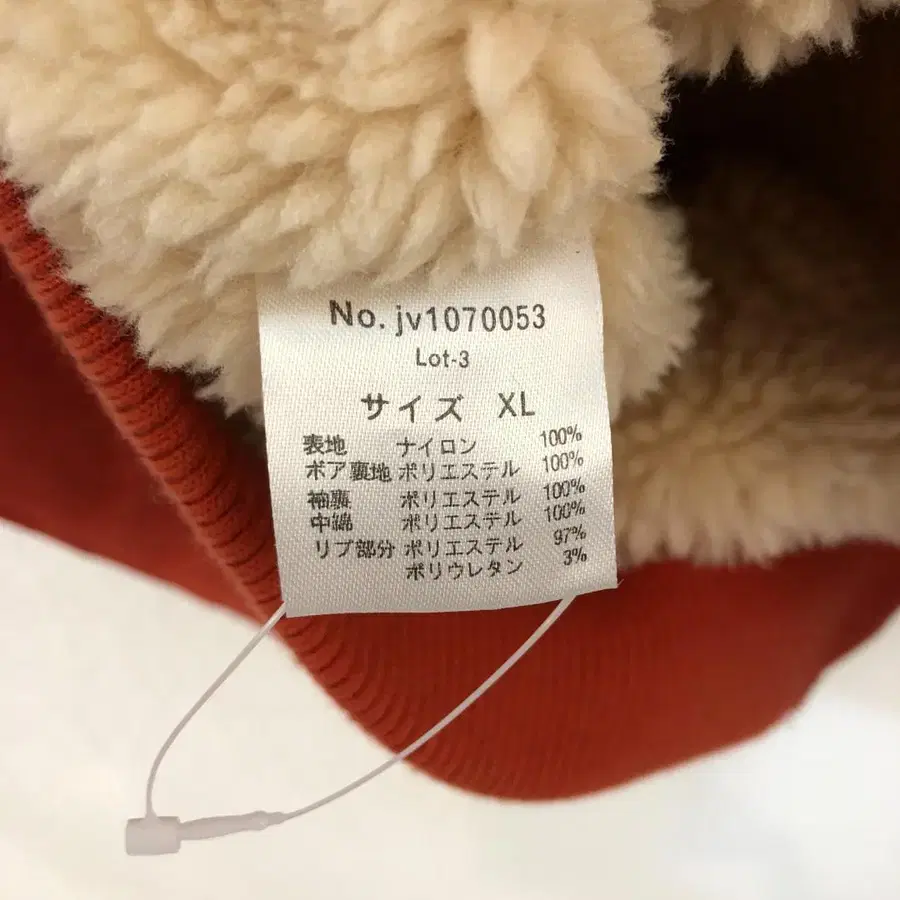 No. jv1070053
Lot-3
サイズ XL
表地 ナイロン 100%
ボア裏地 ポリエステル 100%
袖裏 ポリエステル 100%
中綿 ポリエステル 100%
リブ部分 ポリエステル 97%
ポリウレタン 3%